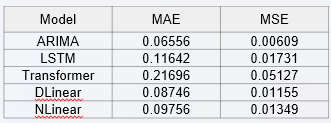 Model MAE MSE
ARIMA 0.06556 0.00609
LSTM 0.11642 0.01731
Transformer 0.21696 0.05127
DLinear 0.08746 0.01155
NLinear 0.09756 0.01349